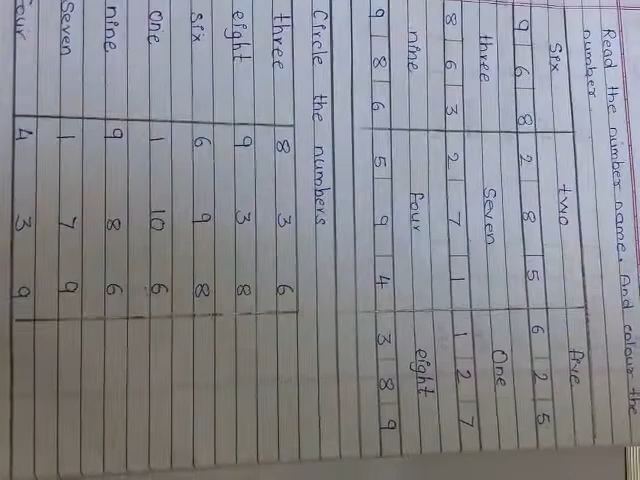 Read the number name. And colour the
number
Six two five
9 6 8 2 8 5 6 2 5
three Seven One
8 6 3 2 7 1 1 2 7
nine four eight
9 8 6 5 9 4 3 8 9
Circle the numbers
three 8 3 6
eight 9 3 8
Six 6 9 8
One 1 10 6
nine 9 8 6
Seven 1 7 9
four 4 3 9